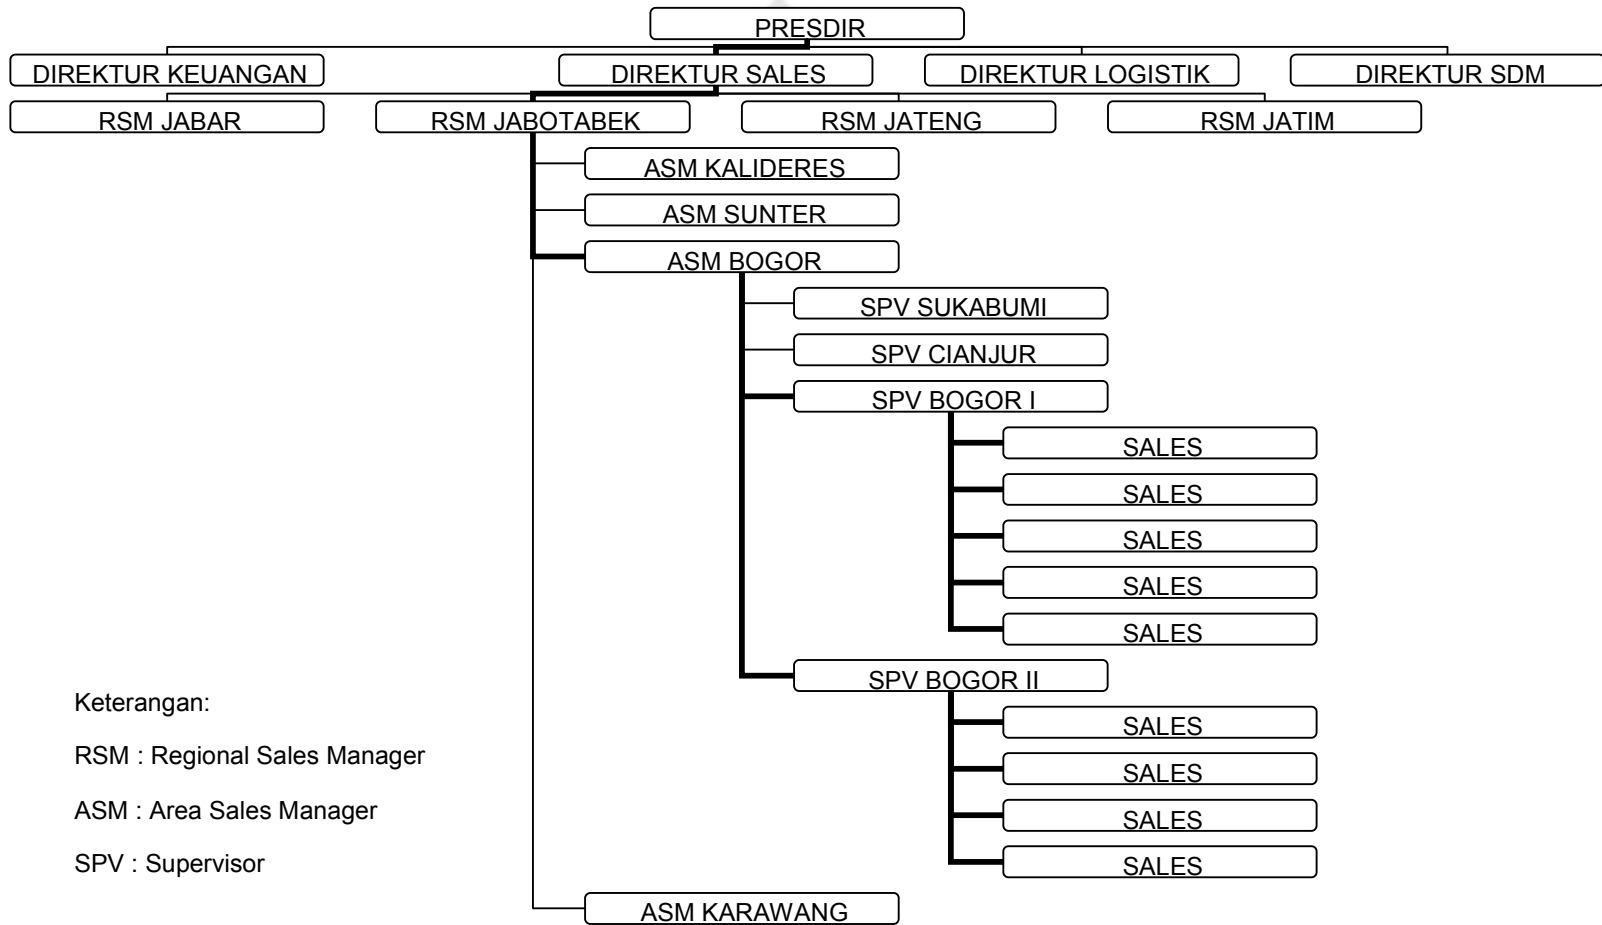 PRESDIR
DIREKTUR KEUANGAN DIREKTUR SALES DIREKTUR LOGISTIK DIREKTUR SDM
RSM JABAR RSM JABOTABEK RSM JATENG RSM JATIM
ASM KALIDERES
ASM SUNTER
ASM BOGOR
SPV SUKABUMI
SPV CIANJUR
SPV BOGOR I
SALES
SALES
SALES
SALES
SALES
SPV BOGOR II
SALES
SALES
SALES
SALES
ASM KARAWANG
Keterangan:
RSM : Regional Sales Manager
ASM : Area Sales Manager
SPV : Supervisor